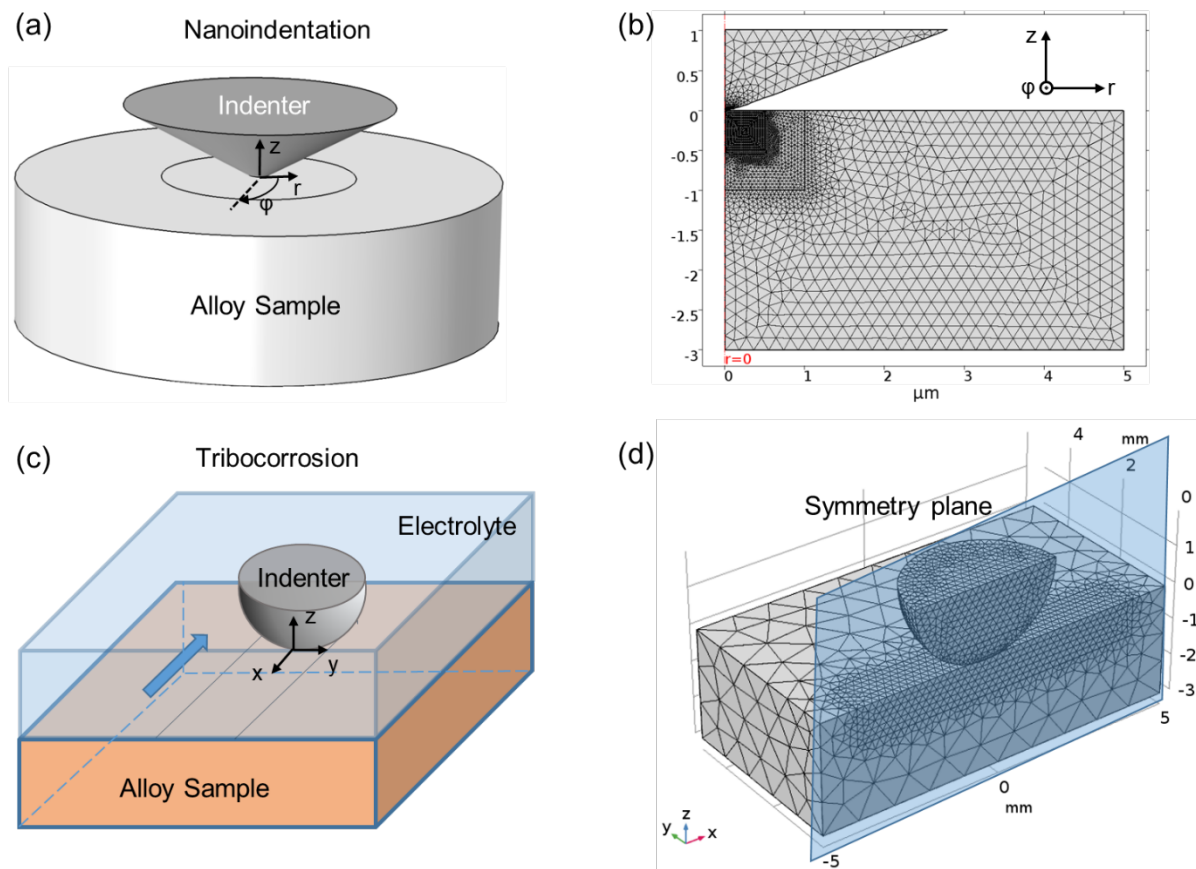 (a)
Nanoindentation
Indenter
z
r
φ
Alloy Sample
(b)
1
0.5
0
-0.5
-1
-1.5
-2
-2.5
-3
z
φ
r
r=0
0
1
2
3
4
5
μm
(c)
Tribocorrosion
Electrolyte
Indenter
z
y
x
Alloy Sample
(d)
4
mm
2
0
Symmetry plane
1
0
-1
-2
-3
5
0
mm
-5
z
y
x